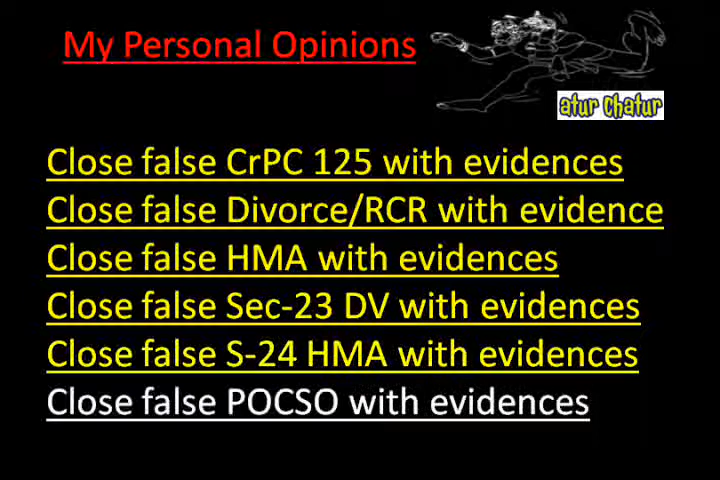 My Personal Opinions
atur Chatur
Close false CrPC 125 with evidences
Close false Divorce/RCR with evidence
Close false HMA with evidences
Close false Sec-23 DV with evidences
Close false S-24 HMA with evidences
Close false POCSO with evidences